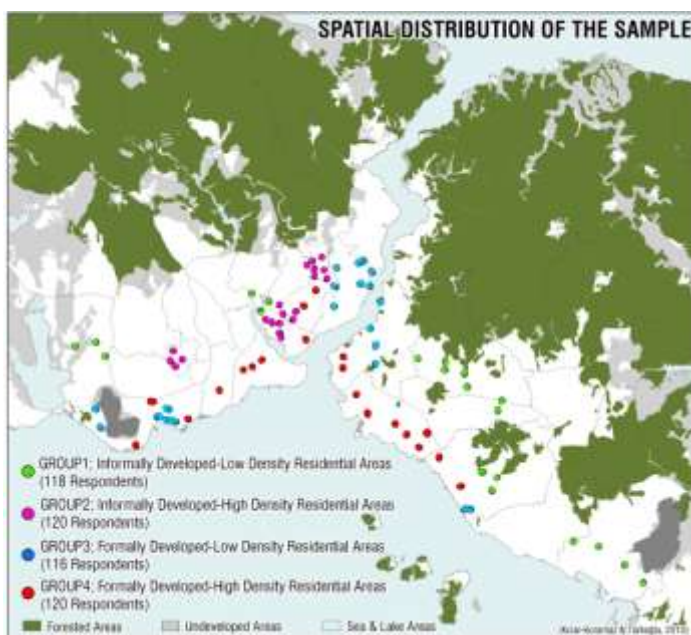 SPATIAL DISTRIBUTION OF THE SAMPLE
GROUP1: Informally Developed-Low Density Residential Areas
(118 Respondents)
GROUP2: Informally Developed-High Density Residential Areas
(120 Respondents)
GROUP3: Formally Developed-Low Density Residential Areas
(116 Respondents)
GROUP4: Formally Developed-High Density Residential Areas
(120 Respondents)
Forested Areas
Undeveloped Areas
Sea & Lake Areas